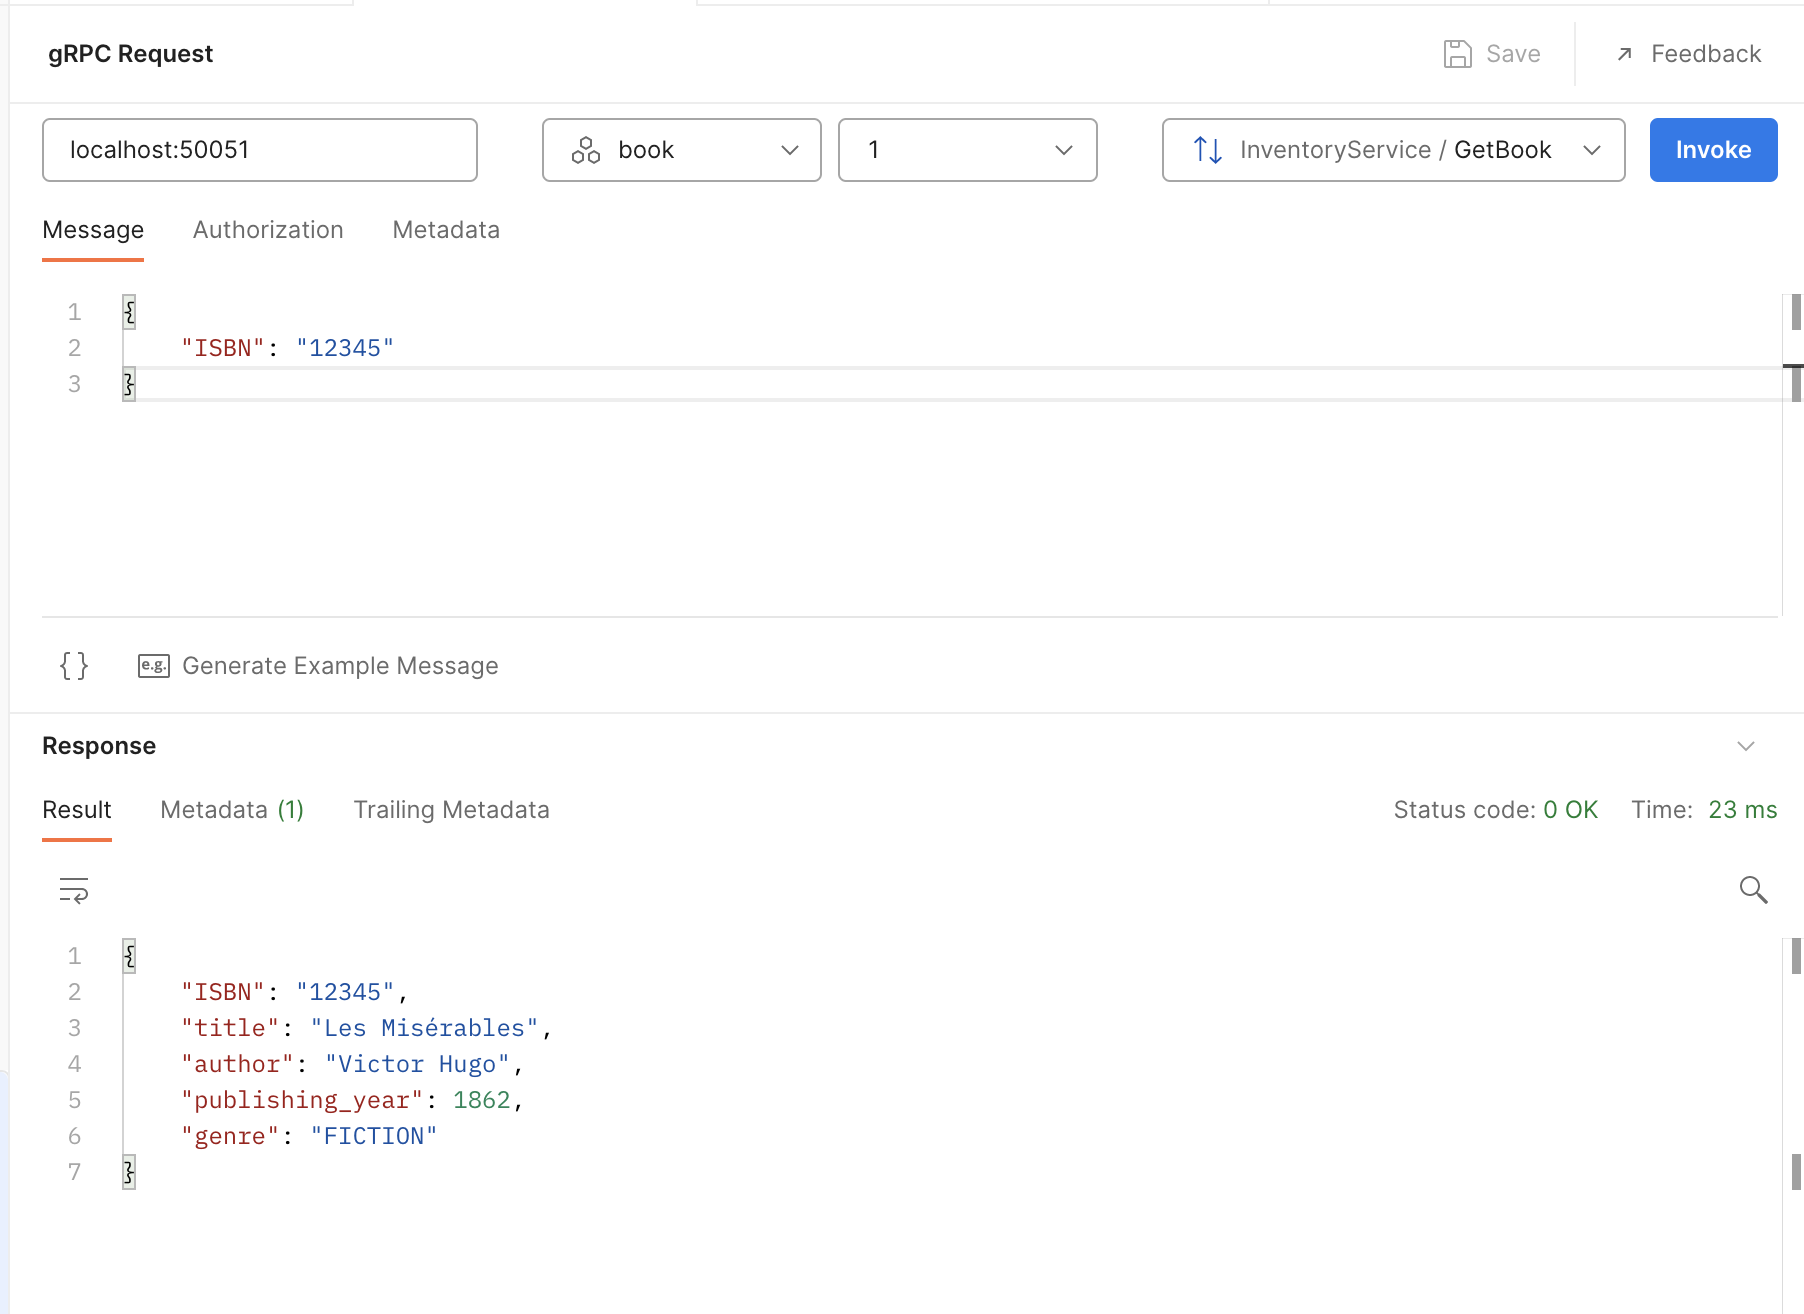 gRPC Request
Save
Feedback
localhost:50051
book
1
InventoryService / GetBook
Invoke
Message
Authorization
Metadata
1 {
2 "ISBN": "12345"
3 }
{}
e.g. Generate Example Message
Response
Result
Metadata (1)
Trailing Metadata
Status code: 0 OK
Time: 23 ms
1 {
2 "ISBN": "12345",
3 "title": "Les Misérables",
4 "author": "Victor Hugo",
5 "publishing_year": 1862,
6 "genre": "FICTION"
7 }